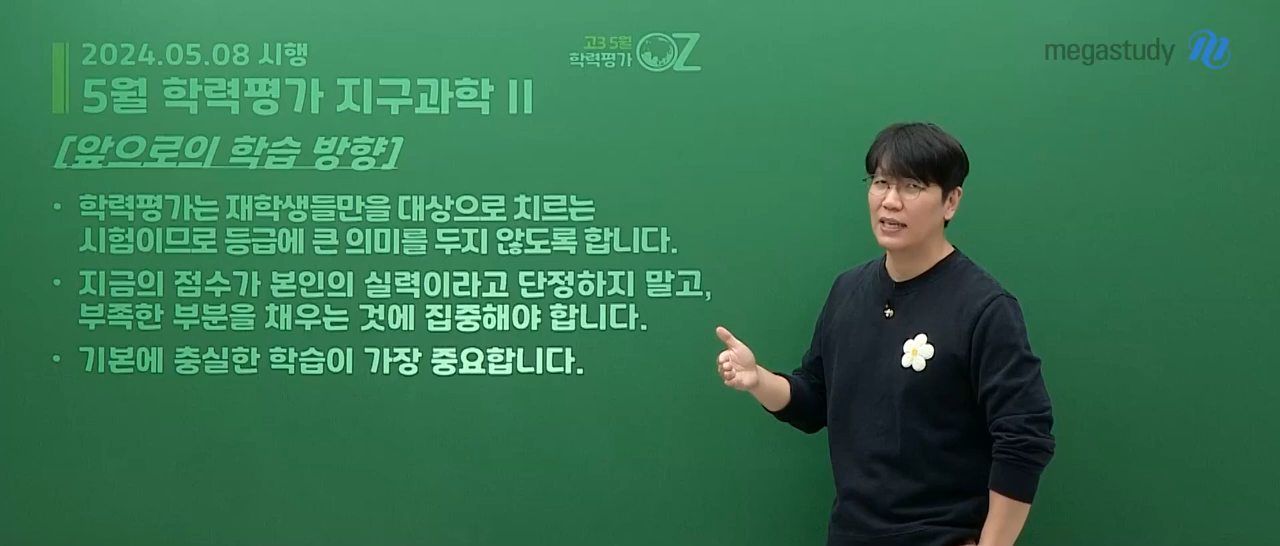 2024.05.08 시행
5월 학력평가 지구과학 II
고3 5월
학력평가 OZ
megastudy
[앞으로의 학습 방향]
• 학력평가는 재학생들만을 대상으로 치르는
시험이므로 등급에 큰 의미를 두지 않도록 합니다.
• 지금의 점수가 본인의 실력이라고 단정하지 말고,
부족한 부분을 채우는 것에 집중해야 합니다.
• 기본에 충실한 학습이 가장 중요합니다.